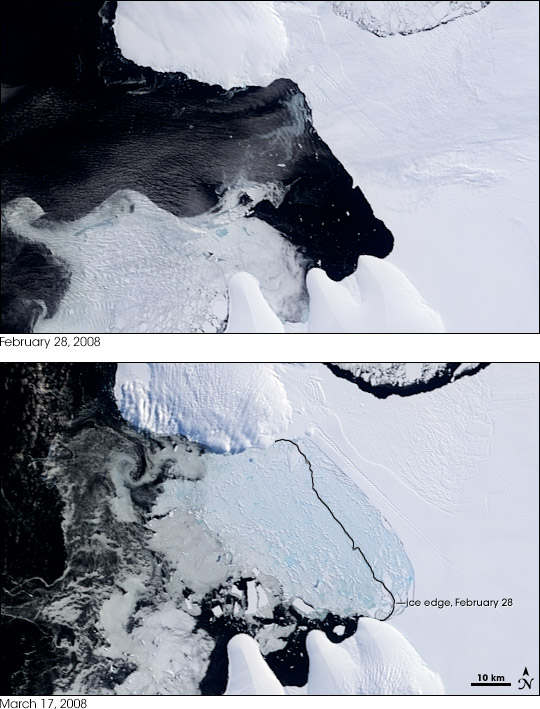 February 28, 2008
ice edge, February 28
10 km
N
March 17, 2008